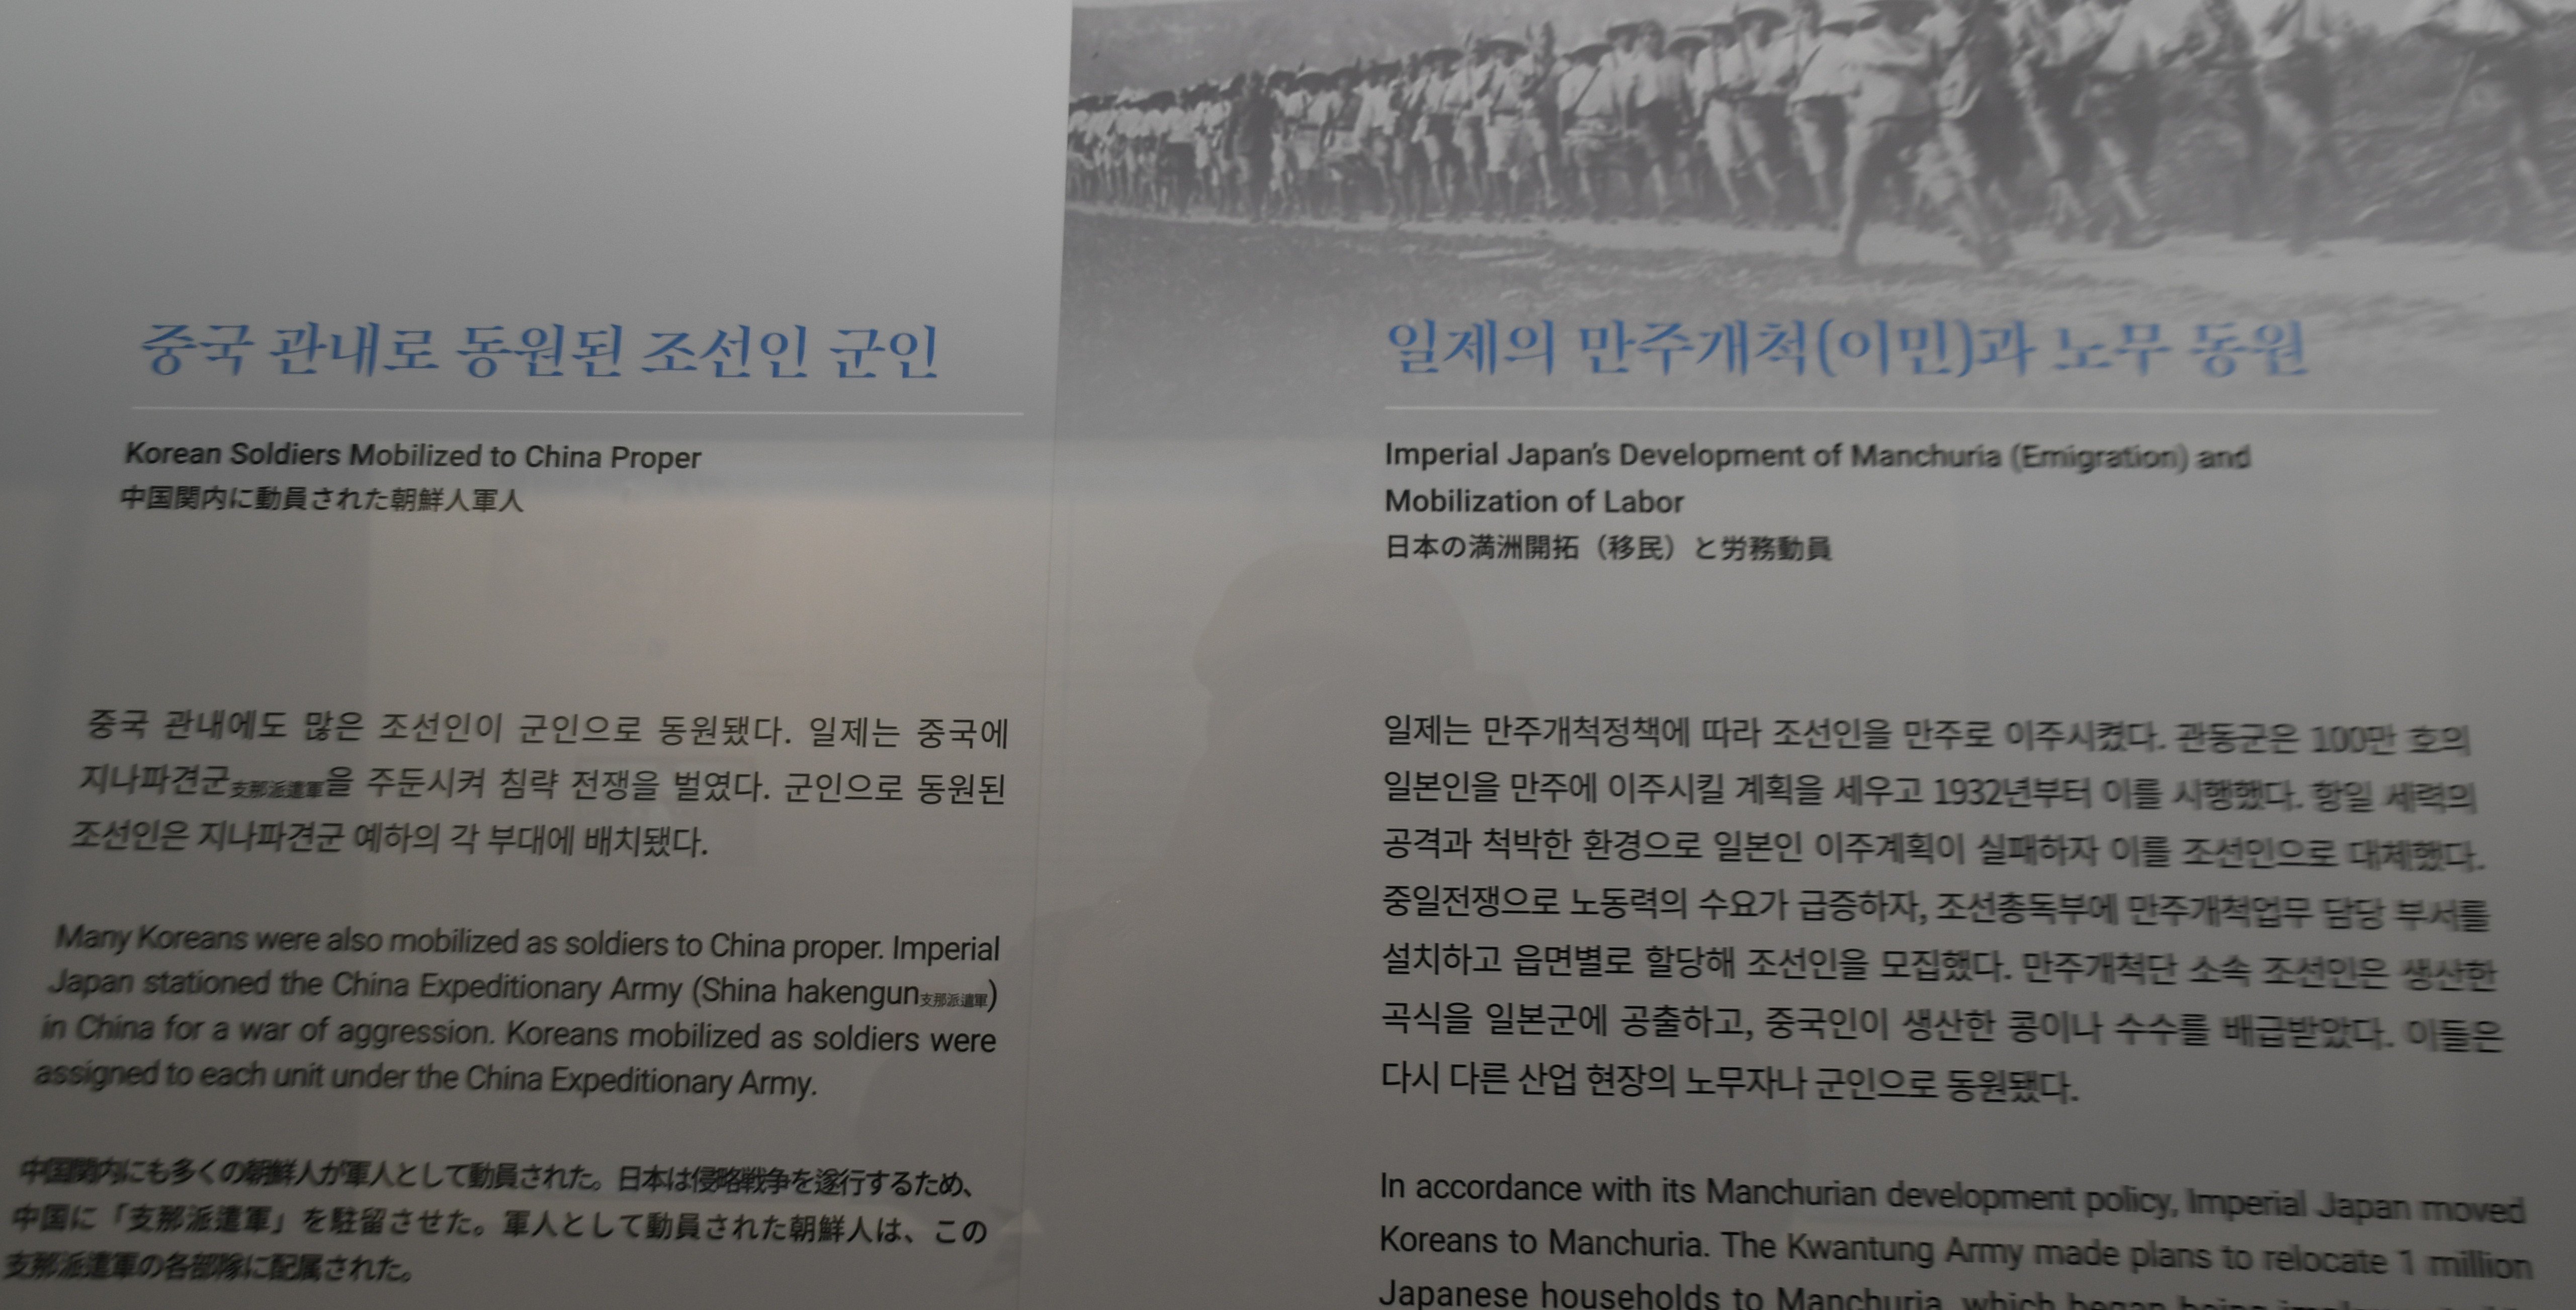 중국 관내로 동원된 조선인 군인
Korean Soldiers Mobilized to China Proper
中国関内に動員された朝鮮人軍人
중국 관내에도 많은 조선인이 군인으로 동원됐다. 일제는 중국에
지나파견군支那派遣軍을 주둔시켜 침략 전쟁을 벌였다. 군인으로 동원된
조선인은 지나파견군 예하의 각 부대에 배치됐다.
Many Koreans were also mobilized as soldiers to China proper. Imperial
Japan stationed the China Expeditionary Army (Shina hakengun支那派遣軍)
in China for a war of aggression. Koreans mobilized as soldiers were
assigned to each unit under the China Expeditionary Army.
中国関内にも多くの朝鮮人が軍人として動員された。日本は侵略戦争を遂行するため、
中国に「支那派遣軍」を駐留させた。軍人として動員された朝鮮人は、この
支那派遣軍の各部隊に配属された。
일제의 만주개척(이민)과 노무 동원
Imperial Japan's Development of Manchuria (Emigration) and
Mobilization of Labor
日本の満洲開拓（移民）と労務動員
일제는 만주개척정책에 따라 조선인을 만주로 이주시켰다. 관동군은 100만 호의
일본인을 만주에 이주시킬 계획을 세우고 1932년부터 이를 시행했다. 항일 세력의
공격과 척박한 환경으로 일본인 이주계획이 실패하자 이를 조선인으로 대체했다.
중일전쟁으로 노동력의 수요가 급증하자, 조선총독부에 만주개척업무 담당 부서를
설치하고 읍면별로 할당해 조선인을 모집했다. 만주개척단 소속 조선인은 생산한
곡식을 일본군에 공출하고, 중국인이 생산한 콩이나 수수를 배급받았다. 이들은
다시 다른 산업 현장의 노무자나 군인으로 동원됐다.
In accordance with its Manchurian development policy, Imperial Japan moved
Koreans to Manchuria. The Kwantung Army made plans to relocate 1 million
Japanese households to Manchuria, which began being